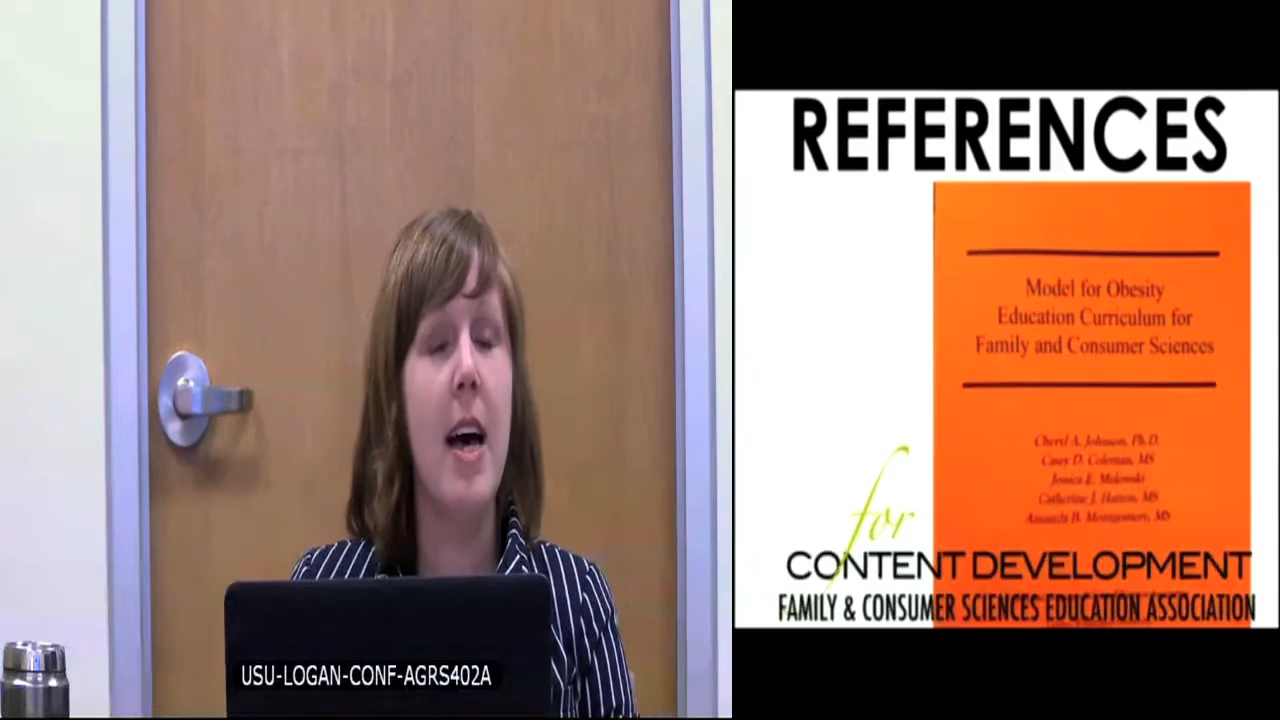 REFERENCES
Model for Obesity
Education Curriculum for
Family and Consumer Sciences
Cheryl A. Johnson, Ph.D.
Casey D. Coleman, MS
Jessica E.
Catherine J. MS
Amanda B. Montgomery, MS
for
CONTENT DEVELOPMENT
FAMILY & CONSUMER SCIENCES EDUCATION ASSOCIATION
USU-LOGAN-CONF-AGRS402A